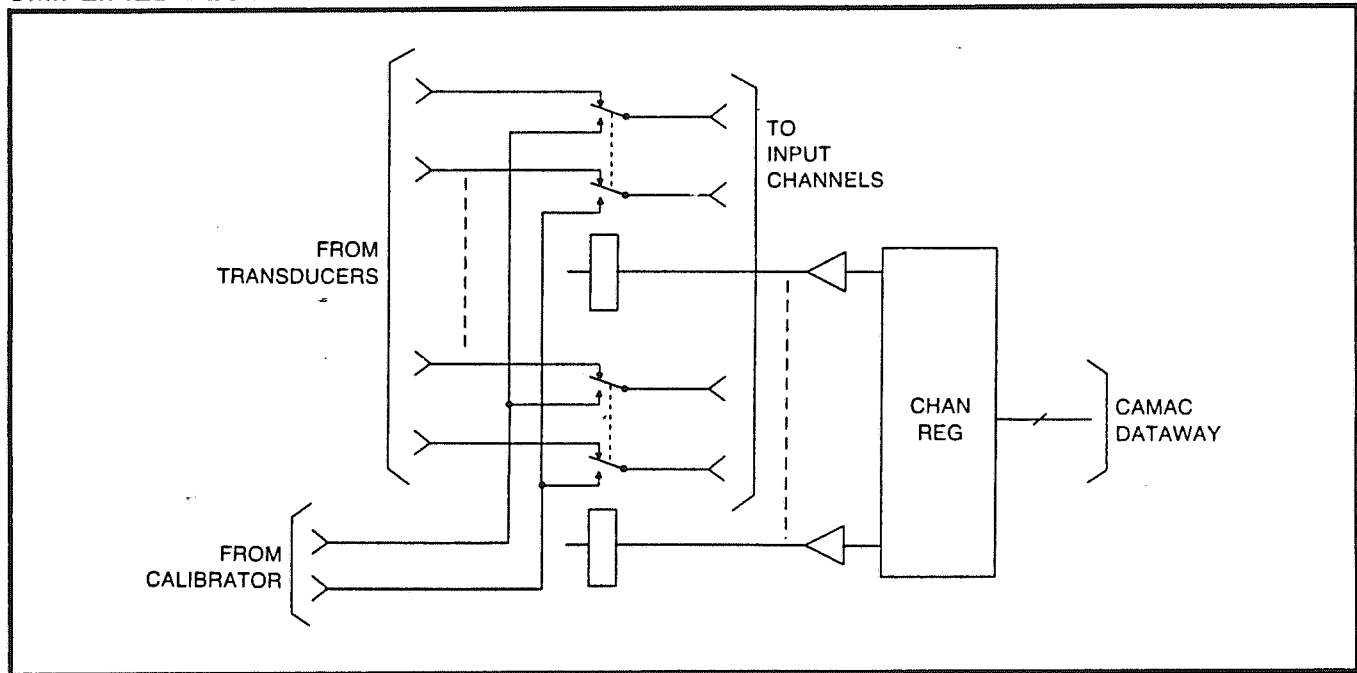 TO
INPUT
CHANNELS
FROM
TRANSDUCERS
CHAN
REG
CAMAC
DATAWAY
FROM
CALIBRATOR